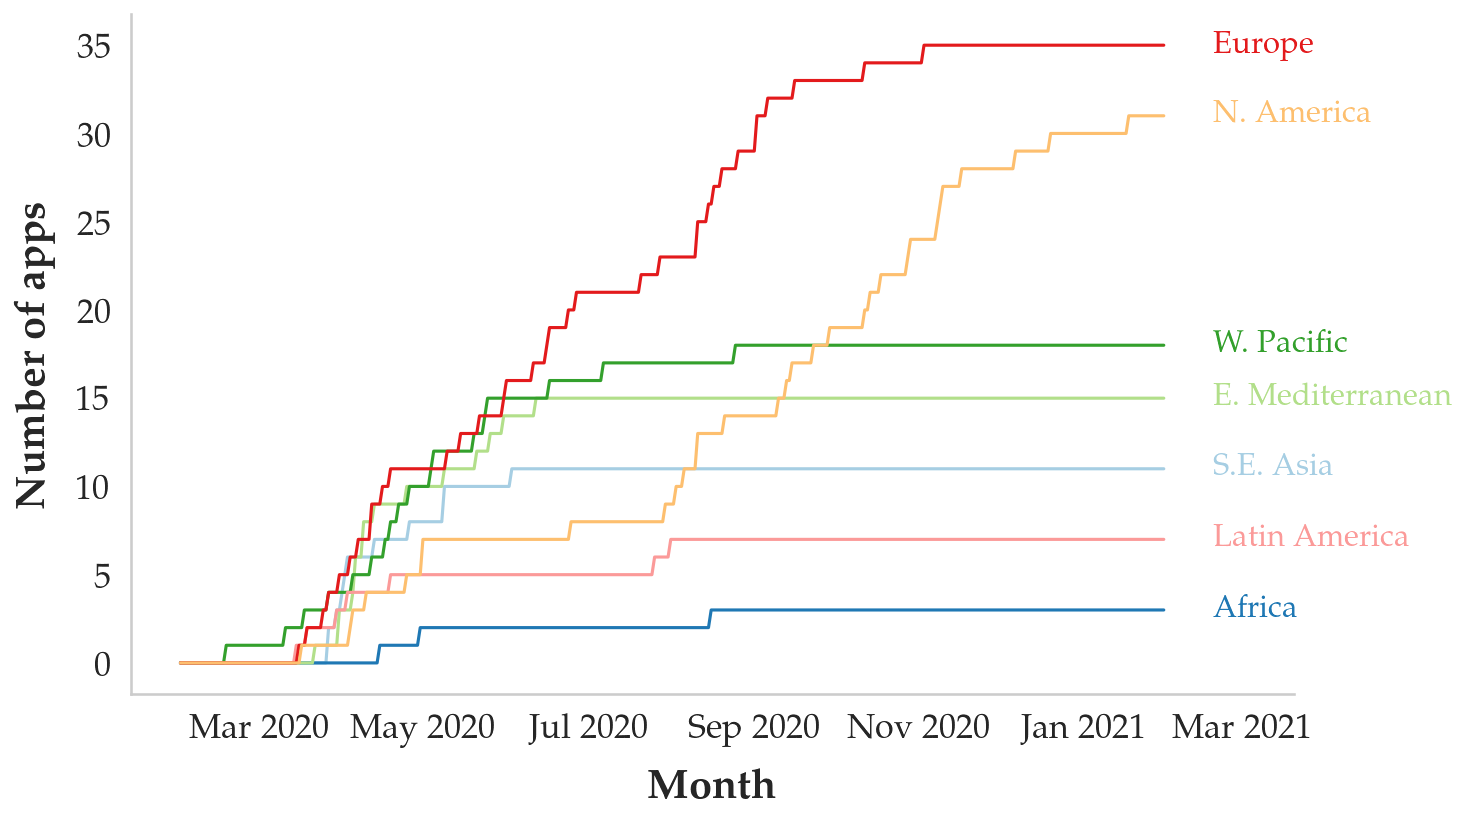 Number of apps
35
30
25
20
15
10
5
0
Europe
N. America
W. Pacific
E. Mediterranean
S.E. Asia
Latin America
Africa
Mar 2020 May 2020 Jul 2020 Sep 2020 Nov 2020 Jan 2021 Mar 2021
Month